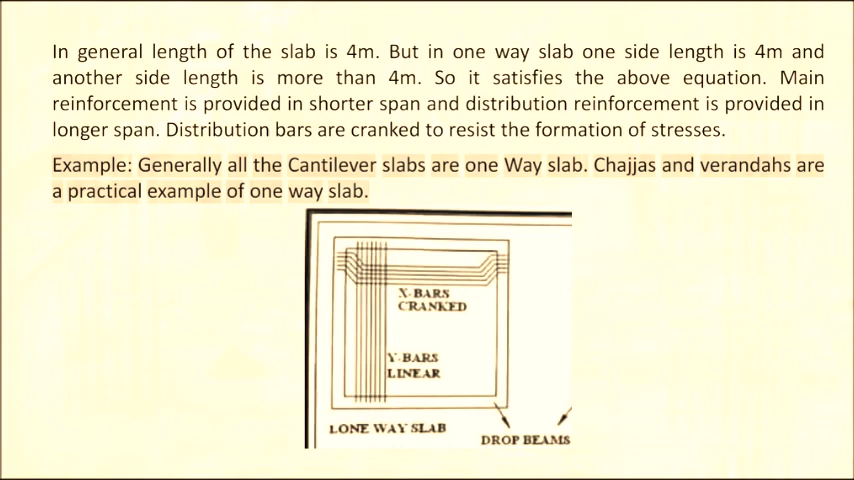 In general length of the slab is 4m. But in one way slab one side length is 4m and
another side length is more than 4m. So it satisfies the above equation. Main
reinforcement is provided in shorter span and distribution reinforcement is provided in
longer span. Distribution bars are cranked to resist the formation of stresses.
Example: Generally all the Cantilever slabs are one Way slab. Chajjas and verandahs are
a practical example of one way slab.
X-BARS
CRANKED
Y-BARS
LINEAR
1.ONE WAY SLAB
DROP BEAMS